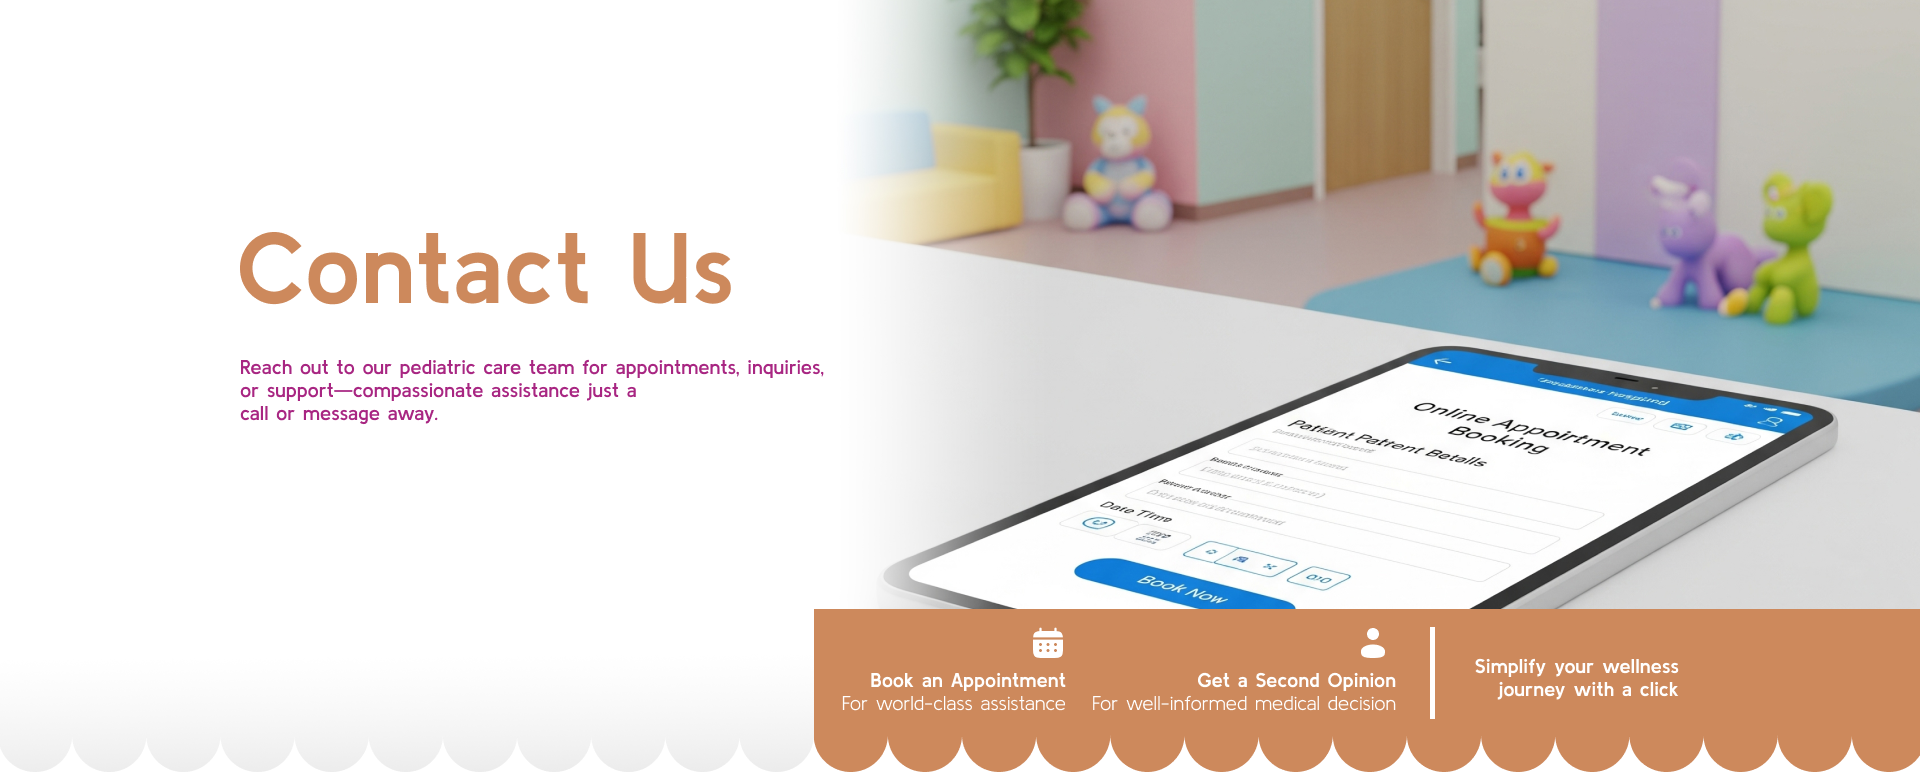 Contact Us
Reach out to our pediatric care team for appointments, inquiries,
or support—compassionate assistance just a
call or message away.
Online Appoirtment
Booking
Patiant Pattent Betalls
Date TIme
Book Now
Book an Appointment
For world-class assistance
Get a Second Opinion
For well-informed medical decision
Simplify your wellness
journey with a click